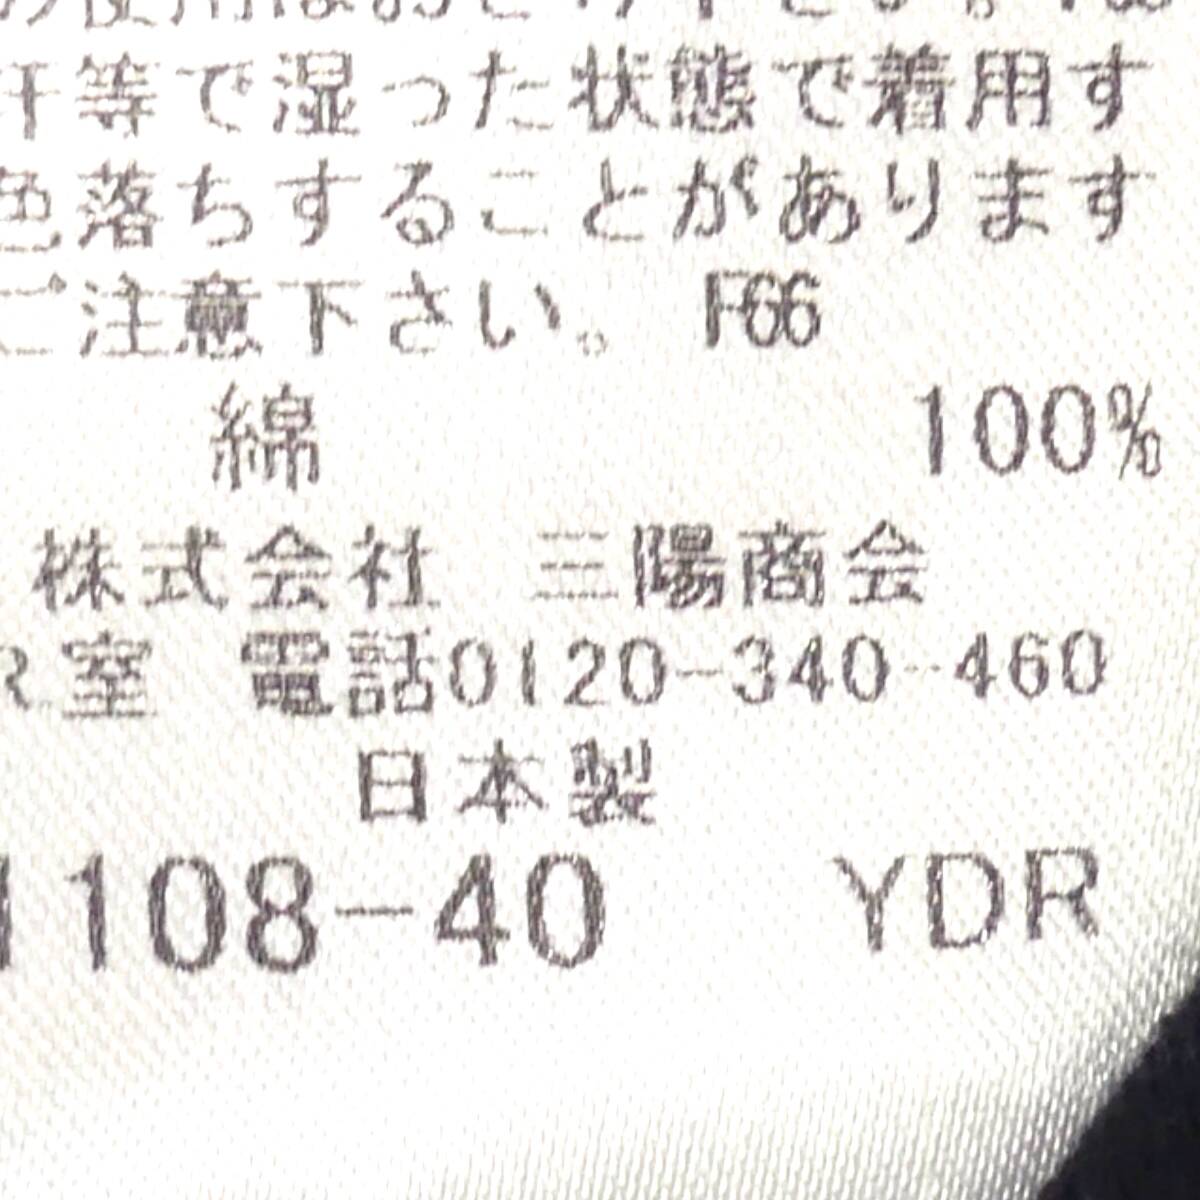 汗等で湿った状態で着用す
色落ちすることがあります
ご注意下さい。 F66
綿 100%
株式会社 三陽商会
R室 電話0120-340-460
日本製
1108-40 YDR